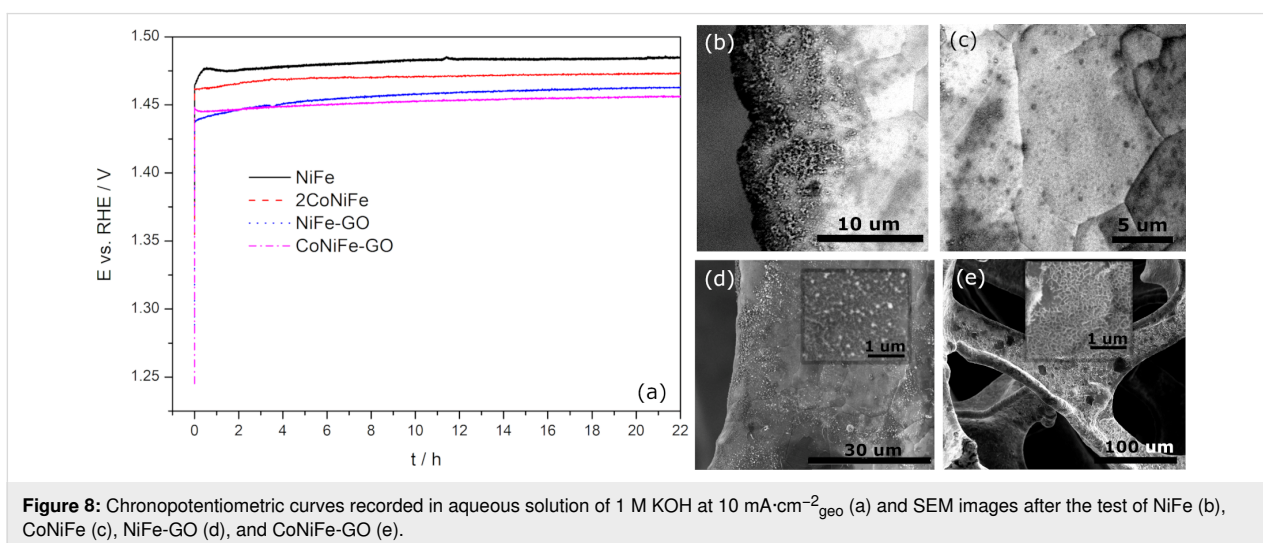 1.50
1.45
1.40
1.35
1.30
1.25
E vs. RHE / V
NiFe
2CoNiFe
NiFe-GO
CoNiFe-GO
(a)
0 2 4 6 8 10 12 14 16 18 20 22
t / h
(b)
10 um
(c)
5 um
(d)
1 um
30 um
(e)
1 um
100 um
Figure 8: Chronopotentiometric curves recorded in aqueous solution of 1 M KOH at 10 mA·cm⁻²geo (a) and SEM images after the test of NiFe (b),
CoNiFe (c), NiFe-GO (d), and CoNiFe-GO (e).